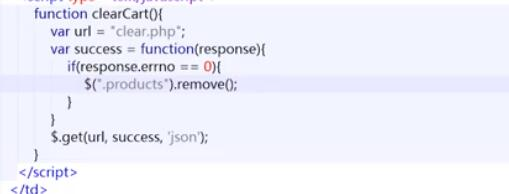 function clearCart(){
var url = "clear.php";
var success = function(response){
if(response.errno == 0){
$(".products").remove();
}
}
$.get(url, success, 'json');
}
</script>
</td>